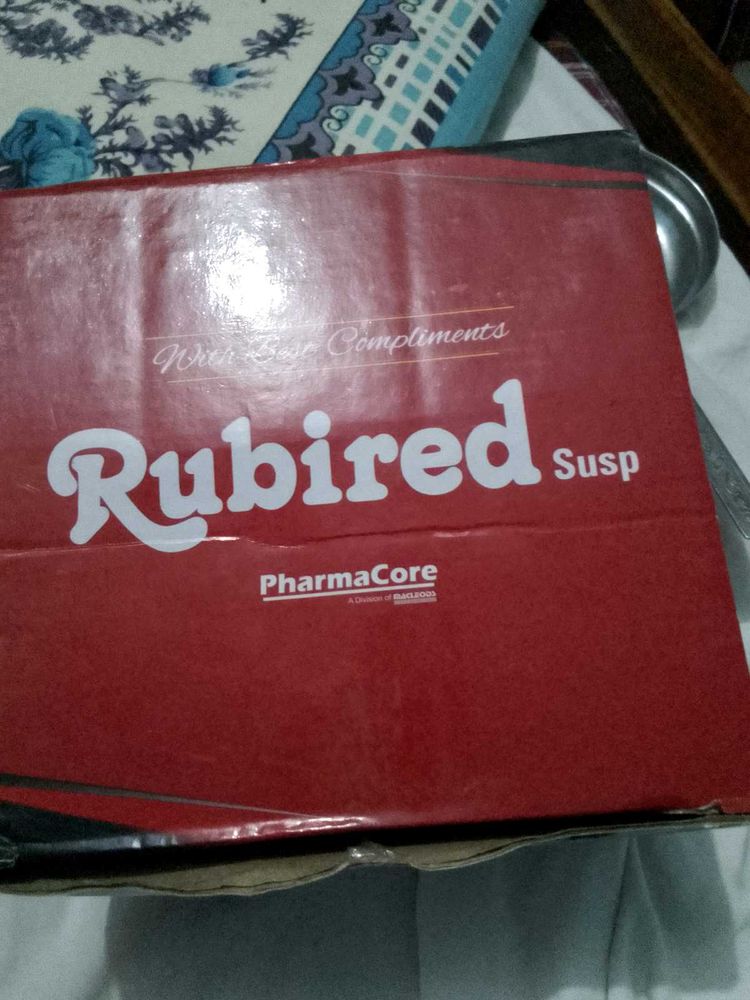 With Best Compliments
Rubired Susp
PharmaCore
A Division of MACLEODS